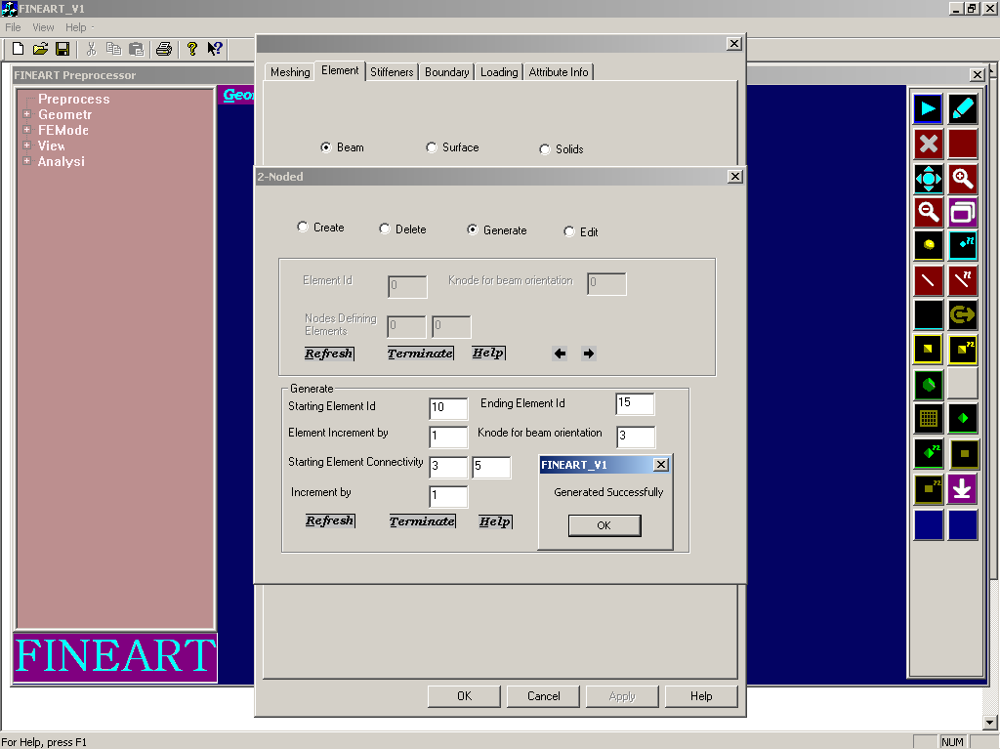 FINEART_V1
File View Help
FINEART Preprocessor
Preprocess
Geometr
FEMode
View
Analysi
Geo
FINEART
Meshing Element Stiffeners Boundary Loading Attribute Info
Beam Surface Solids
2-Noded
Create Delete Generate Edit
Element Id 0 Knode for beam orientation 0
Nodes Defining
Elements 0 0
Refresh Terminate Help
Generate
Starting Element Id 10 Ending Element Id 15
Element Increment by 1 Knode for beam orientation 3
Starting Element Connectivity 3 5
Increment by 1
Refresh Terminate Help
FINEART_V1
Generated Successfully
OK
OK Cancel Apply Help
n
n
n
n
n
For Help, press F1 NUM